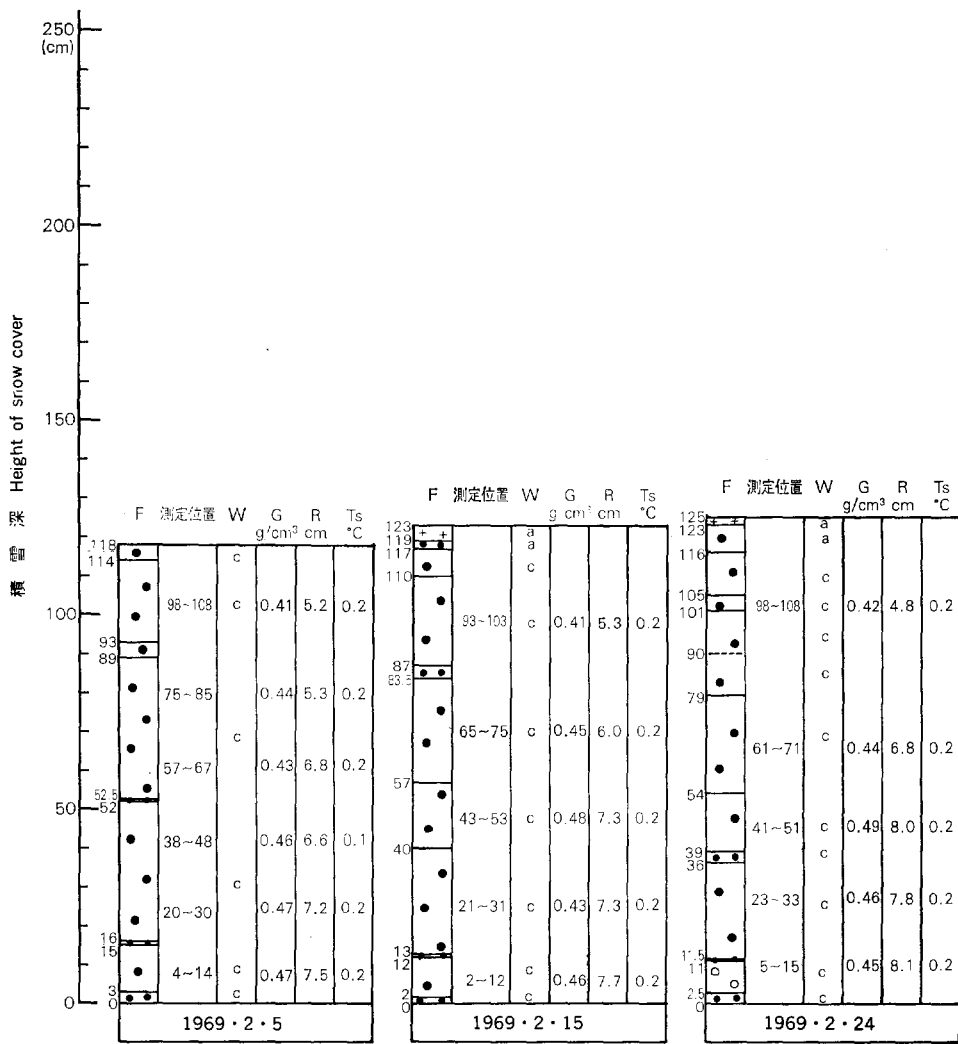 250
(cm)
200
150
100
50
0
積雪深 Height of snow cover
F 測定位置 W G R Ts
g/cm³ cm °C
118
114
93
89
52.5
52
16
15
3
0
c
98~108 c 0.41 5.2 0.2
75~85 0.44 5.3 0.2
c
57~67 0.43 6.8 0.2
38~48 0.46 6.6 0.1
c
20~30 0.47 7.2 0.2
4~14 c 0.47 7.5 0.2
c
1969・2・5
F 測定位置 W G R Ts
g cm³ cm °C
123
119
117
110
87
83.5
57
40
13
12
2
0
a
a
c
93~103 c 0.41 5.3 0.2
65~75 c 0.45 6.0 0.2
43~53 c 0.48 7.3 0.2
21~31 c 0.43 7.3 0.2
c
2~12 0.46 7.7 0.2
c
1969・2・15
F 測定位置 W G R Ts
g/cm³ cm °C
125
123
116
105
101
90
79
54
39
36
11.5
11
2.5
0
a
a
c
98~108 c 0.42 4.8 0.2
c
c
c
61~71 0.44 6.8 0.2
41~51 c 0.49 8.0 0.2
c
23~33 c 0.46 7.8 0.2
5~15 c 0.45 8.1 0.2
c
1969・2・24